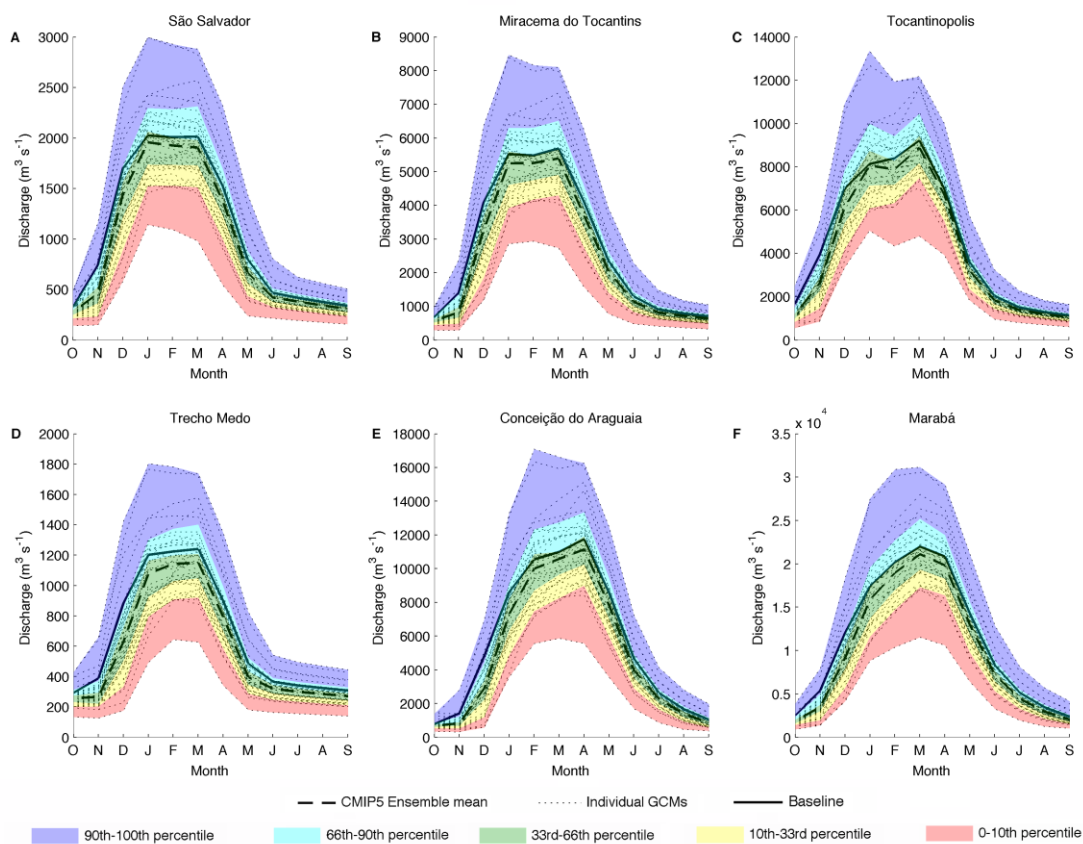 São Salvador
A
3000
2500
2000
1500
1000
500
0
Discharge (m³ s⁻¹)
O N D J F M A M J J A S
Month
Miracema do Tocantins
B
9000
8000
7000
6000
5000
4000
3000
2000
1000
0
Discharge (m³ s⁻¹)
O N D J F M A M J J A S
Month
Tocantinopolis
C
14000
12000
10000
8000
6000
4000
2000
0
Discharge (m³ s⁻¹)
O N D J F M A M J J A S
Month
Trecho Medo
D
2000
1800
1600
1400
1200
1000
800
600
400
200
0
Discharge (m³ s⁻¹)
O N D J F M A M J J A S
Month
Conceição do Araguaia
E
18000
16000
14000
12000
10000
8000
6000
4000
2000
0
Discharge (m³ s⁻¹)
O N D J F M A M J J A S
Month
Marabá
F
x 10⁴
3.5
3
2.5
2
1.5
1
0.5
0
Discharge (m³ s⁻¹)
O N D J F M A M J J A S
Month
CMIP5 Ensemble mean
Individual GCMs
Baseline
90th-100th percentile
66th-90th percentile
33rd-66th percentile
10th-33rd percentile
0-10th percentile